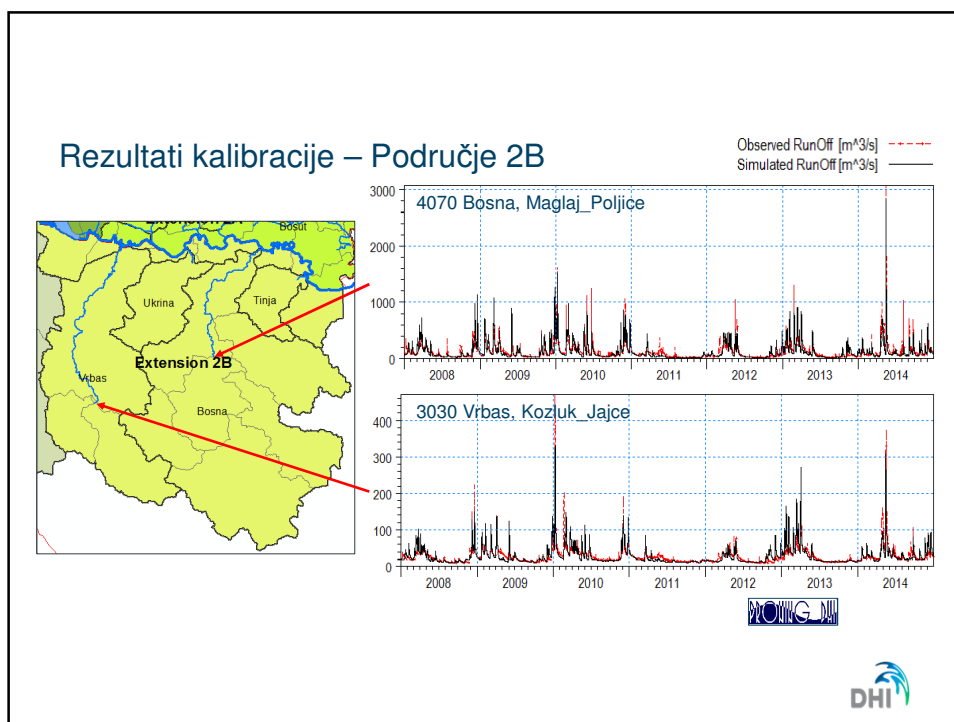 Rezultati kalibracije – Područje 2B
Observed RunOff [m^3/s]
Simulated RunOff [m^3/s]
4070 Bosna, Maglaj_Poljice
3000
2000
1000
0
2008 2009 2010 2011 2012 2013 2014
3030 Vrbas, Kozluk_Jajce
400
300
200
100
0
2008 2009 2010 2011 2012 2013 2014
Bosut
Ukrina
Tinja
Extension 2B
Vrbas
Bosna
PRONING DHI
DHI